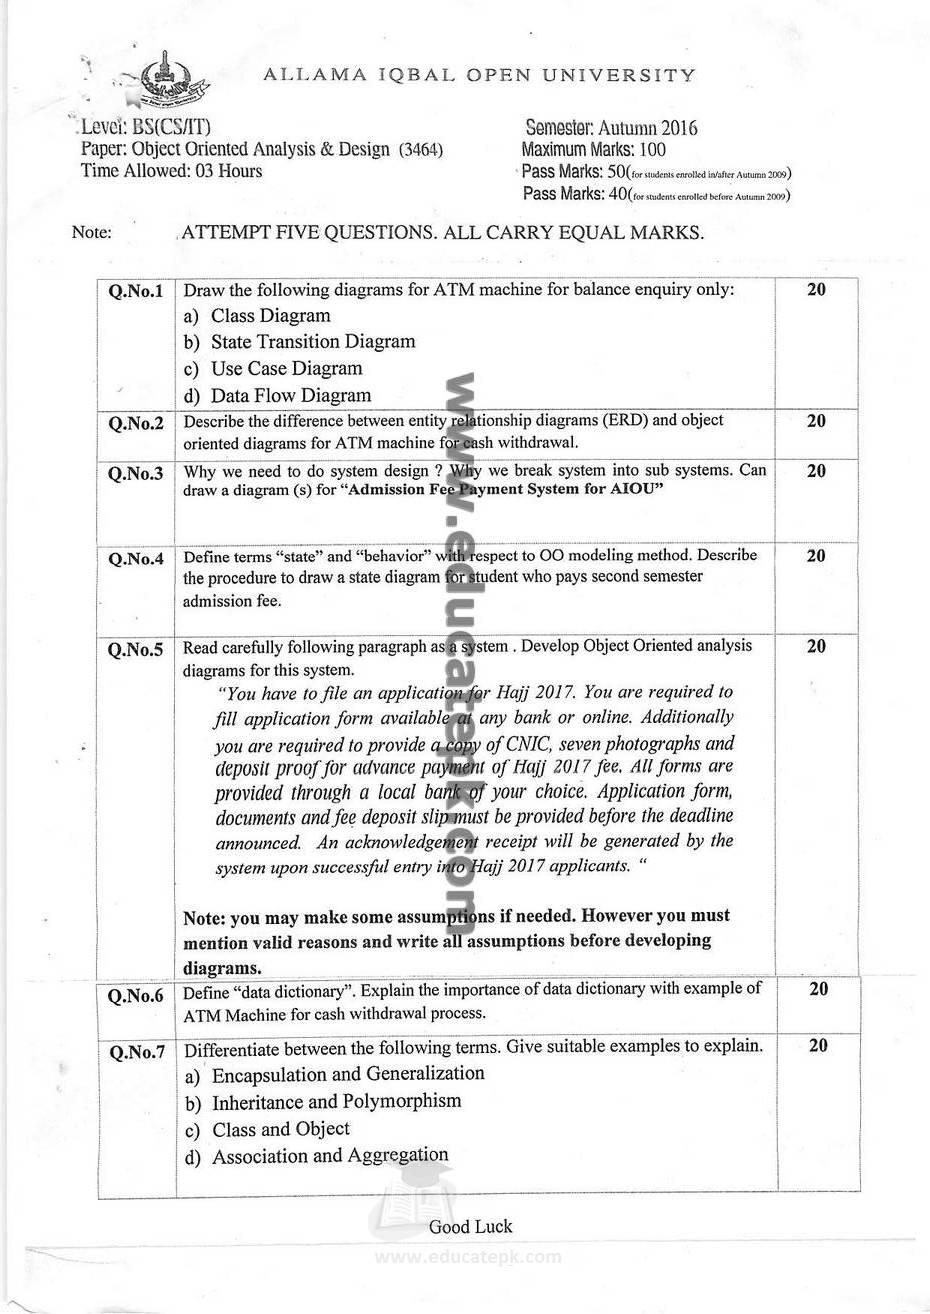 ALLAMA IQBAL OPEN UNIVERSITY
Level: BS(CS/IT)
Semester: Autumn 2016
Paper: Object Oriented Analysis & Design (3464)
Maximum Marks: 100
Time Allowed: 03 Hours
Pass Marks: 50(for students enrolled in/after Autumn 2009)
Pass Marks: 40(for students enrolled before Autumn 2009)
Note: ATTEMPT FIVE QUESTIONS. ALL CARRY EQUAL MARKS.
Q.No.1 Draw the following diagrams for ATM machine for balance enquiry only: 20
a) Class Diagram
b) State Transition Diagram
c) Use Case Diagram
d) Data Flow Diagram
Q.No.2 Describe the difference between entity relationship diagrams (ERD) and object 20
oriented diagrams for ATM machine for cash withdrawal.
Q.No.3 Why we need to do system design ? Why we break system into sub systems. Can 20
draw a diagram (s) for “Admission Fee Payment System for AIOU”
Q.No.4 Define terms “state” and “behavior” with respect to OO modeling method. Describe 20
the procedure to draw a state diagram for student who pays second semester
admission fee.
Q.No.5 Read carefully following paragraph as a system . Develop Object Oriented analysis 20
diagrams for this system.
“You have to file an application for Hajj 2017. You are required to
fill application form available at any bank or online. Additionally
you are required to provide a copy of CNIC, seven photographs and
deposit proof for advance payment of Hajj 2017 fee. All forms are
provided through a local bank of your choice. Application form,
documents and fee deposit slip must be provided before the deadline
announced. An acknowledgement receipt will be generated by the
system upon successful entry into Hajj 2017 applicants. “
Note: you may make some assumptions if needed. However you must
mention valid reasons and write all assumptions before developing
diagrams.
Q.No.6 Define “data dictionary”. Explain the importance of data dictionary with example of 20
ATM Machine for cash withdrawal process.
Q.No.7 Differentiate between the following terms. Give suitable examples to explain. 20
a) Encapsulation and Generalization
b) Inheritance and Polymorphism
c) Class and Object
d) Association and Aggregation
Good Luck
www.educatepk.com
www.educatepk.com